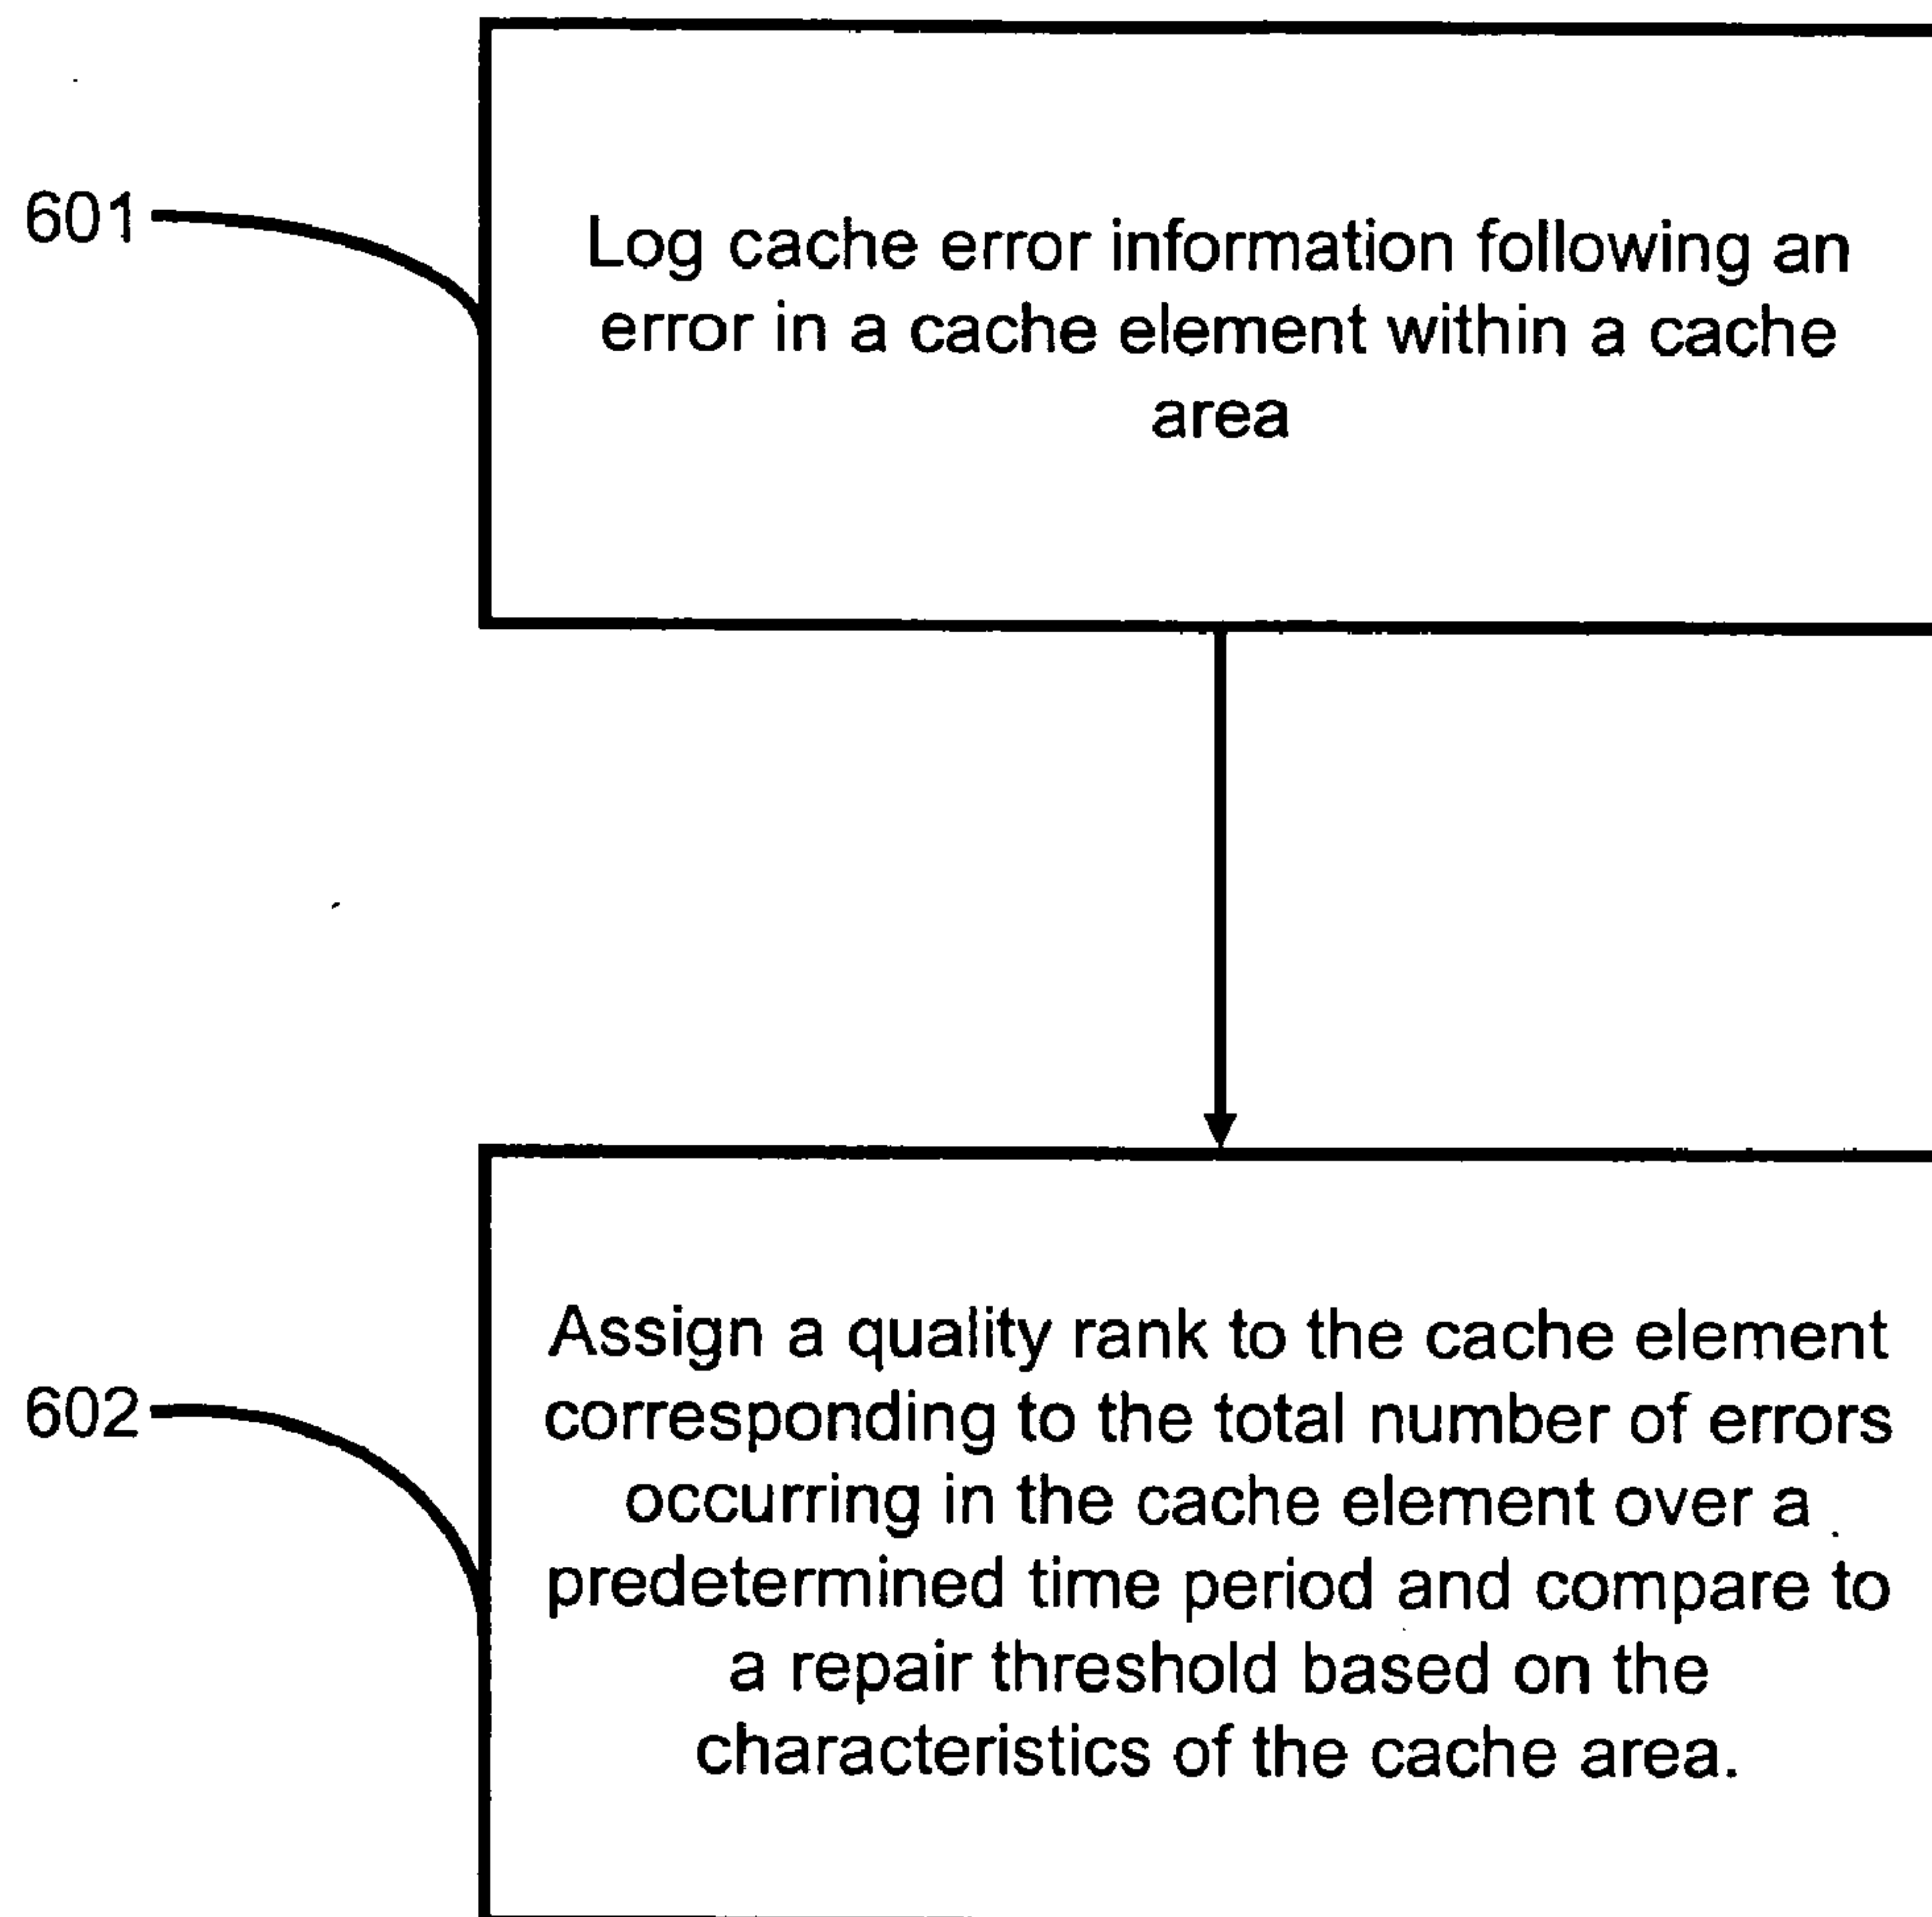 601
Log cache error information following an
error in a cache element within a cache
area
602
Assign a quality rank to the cache element
corresponding to the total number of errors
occurring in the cache element over a
predetermined time period and compare to
a repair threshold based on the
characteristics of the cache area.